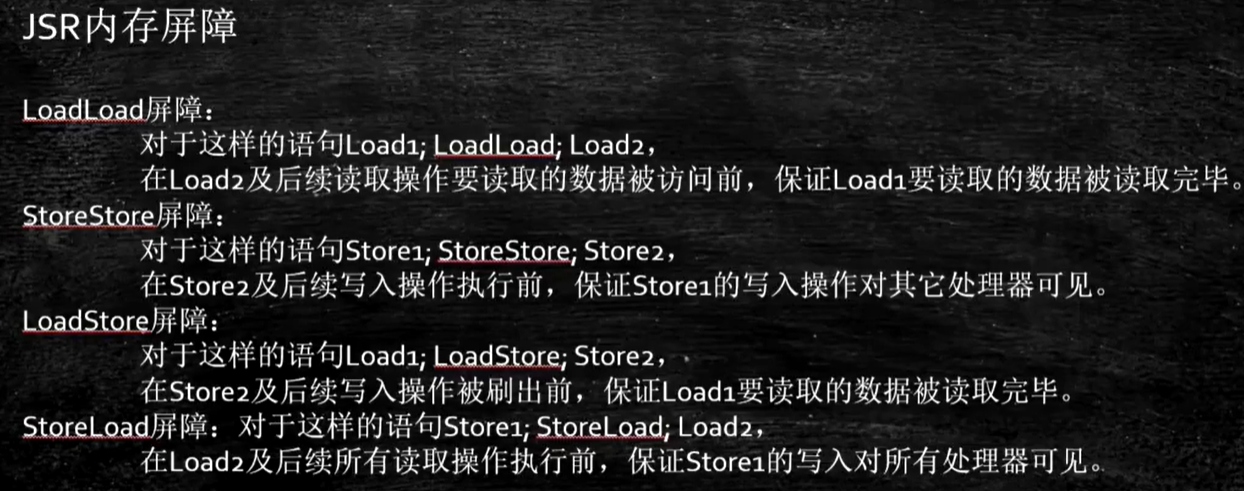 JSR内存屏障
LoadLoad屏障：
对于这样的语句Load1; LoadLoad; Load2，
在Load2及后续读取操作要读取的数据被访问前，保证Load1要读取的数据被读取完毕。
StoreStore屏障：
对于这样的语句Store1; StoreStore; Store2，
在Store2及后续写入操作执行前，保证Store1的写入操作对其它处理器可见。
LoadStore屏障：
对于这样的语句Load1; LoadStore; Store2，
在Store2及后续写入操作被刷出前，保证Load1要读取的数据被读取完毕。
StoreLoad屏障：对于这样的语句Store1; StoreLoad; Load2，
在Load2及后续所有读取操作执行前，保证Store1的写入对所有处理器可见。